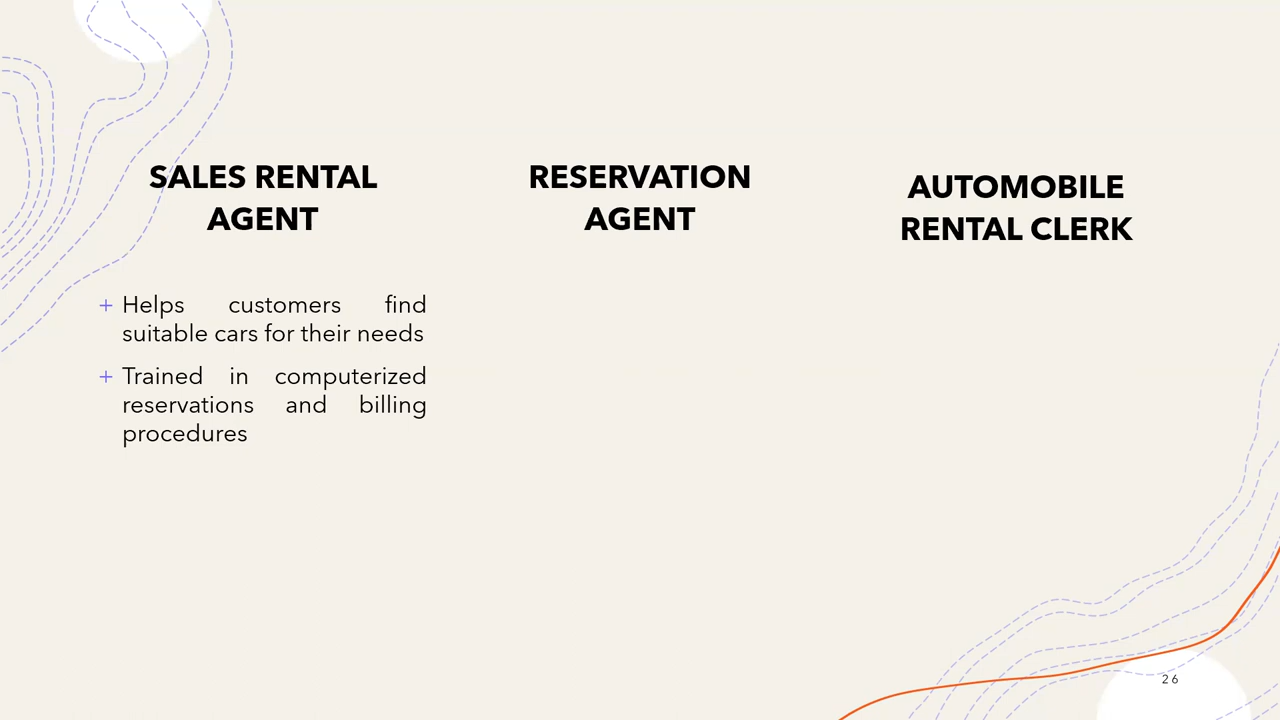 SALES RENTAL
AGENT
+ Helps customers find
suitable cars for their needs
+ Trained in computerized
reservations and billing
procedures
RESERVATION
AGENT
AUTOMOBILE
RENTAL CLERK
26